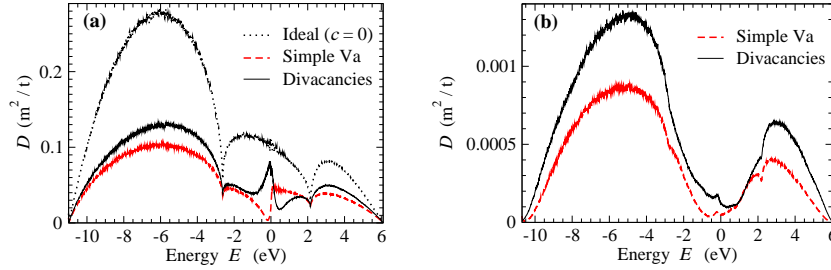 (a)
Ideal (c = 0)
Simple Va
Divacancies
D (m²/t)
0.2
0.1
0
-10 -8 -6 -4 -2 0 2 4 6
Energy E (eV)
(b)
Simple Va
Divacancies
D (m²/t)
0.001
0.0005
0
-10 -8 -6 -4 -2 0 2 4 6
Energy E (eV)